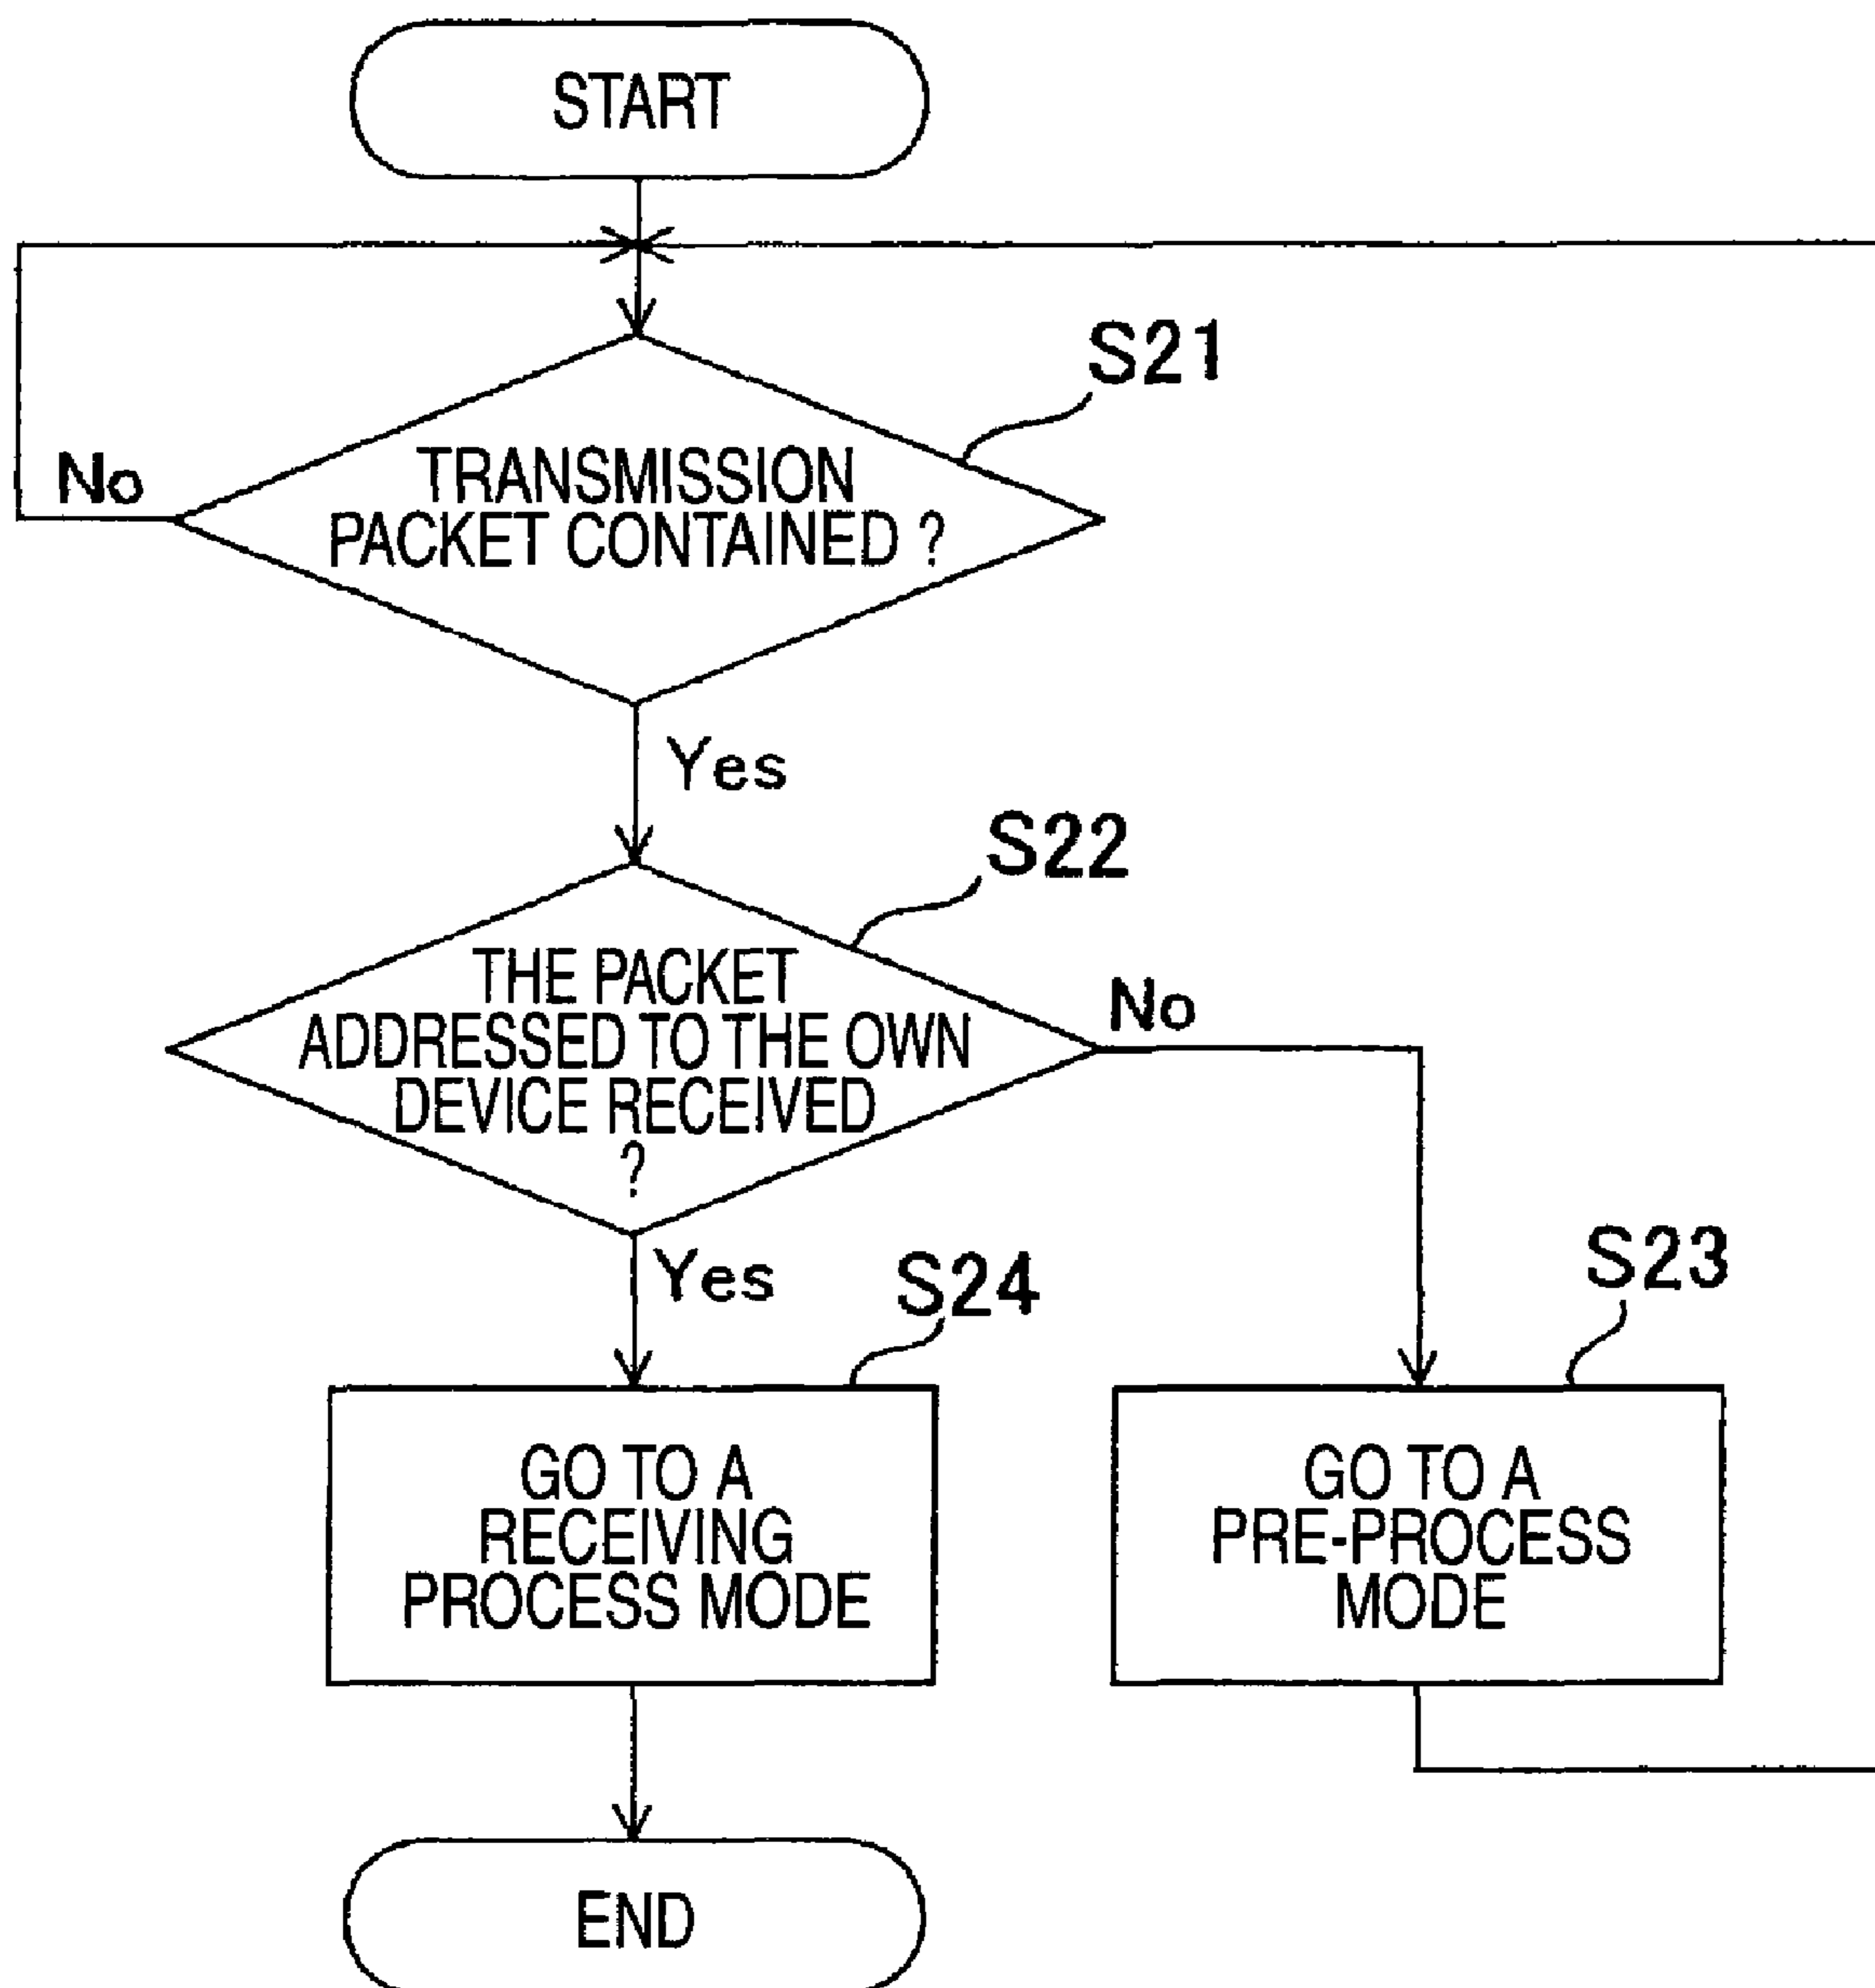 START
S21
No
TRANSMISSION
PACKET CONTAINED ?
Yes
S22
THE PACKET
ADDRESSED TO THE OWN
DEVICE RECEIVED
?
No
Yes
S24
S23
GO TO A
RECEIVING
PROCESS MODE
GO TO A
PRE-PROCESS
MODE
END